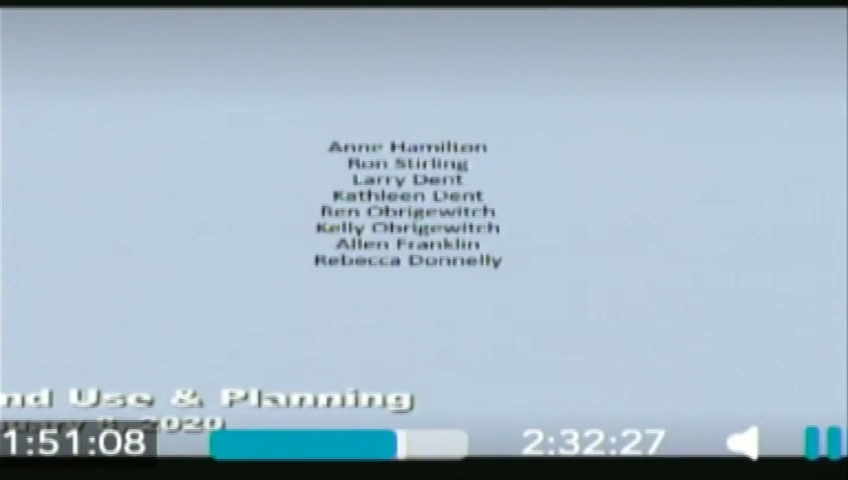 Anne Hamilton
Ron Stirling
Larry Dent
Kathleen Dent
Ren Obrigewitch
Kelly Obrigewitch
Allen Franklin
Rebecca Donnelly
nd Use & Planning
2020
1:51:08 2:32:27